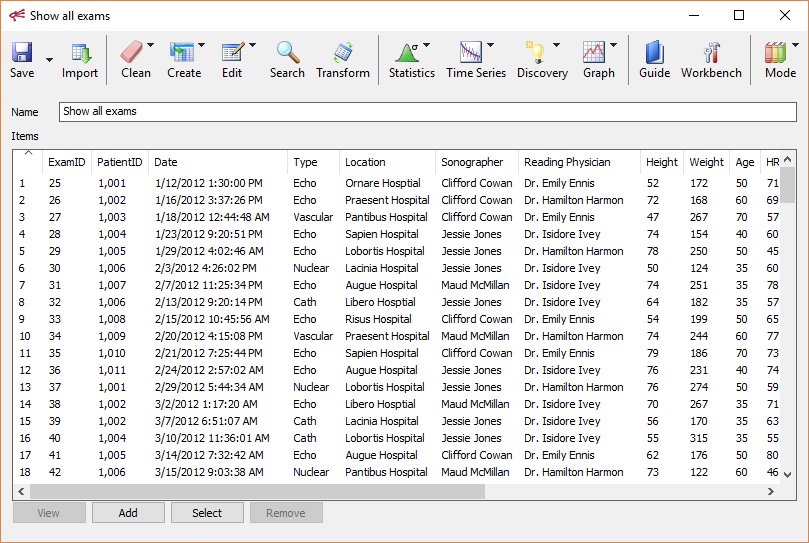 Show all exams
Save Import Clean Create Edit Search Transform Statistics Time Series Discovery Graph Guide Workbench Mode
Name Show all exams
Items
ExamID PatientID Date Type Location Sonographer Reading Physician Height Weight Age HR
1 25 1,001 1/12/2012 1:30:00 PM Echo Ornare Hosptial Clifford Cowan Dr. Emily Ennis 52 172 50 71
2 26 1,002 1/16/2012 3:37:26 PM Echo Praesent Hospital Clifford Cowan Dr. Hamilton Harmon 72 168 60 69
3 27 1,003 1/18/2012 12:44:48 AM Vascular Pantibus Hospital Clifford Cowan Dr. Emily Ennis 47 267 70 57
4 28 1,004 1/23/2012 9:20:51 PM Echo Sapien Hospital Jessie Jones Dr. Isidore Ivey 74 154 40 60
5 29 1,005 1/29/2012 4:02:46 AM Echo Lobortis Hospital Jessie Jones Dr. Hamilton Harmon 78 250 50 45
6 30 1,006 2/3/2012 4:26:02 PM Nuclear Lacinia Hospital Jessie Jones Dr. Isidore Ivey 50 124 35 60
7 31 1,007 2/7/2012 11:25:34 PM Echo Augue Hospital Maud McMillan Dr. Isidore Ivey 74 251 35 78
8 32 1,006 2/13/2012 9:20:14 PM Cath Libero Hosptial Jessie Jones Dr. Isidore Ivey 64 182 35 57
9 33 1,008 2/15/2012 10:45:56 AM Echo Risus Hospital Clifford Cowan Dr. Emily Ennis 54 199 50 65
10 34 1,009 2/20/2012 4:15:08 PM Vascular Praesent Hospital Maud McMillan Dr. Hamilton Harmon 74 244 60 77
11 35 1,010 2/21/2012 7:25:44 PM Echo Sapien Hospital Clifford Cowan Dr. Emily Ennis 79 186 70 73
12 36 1,011 2/24/2012 2:57:02 AM Echo Augue Hospital Jessie Jones Dr. Isidore Ivey 76 231 40 74
13 37 1,001 2/29/2012 5:44:34 AM Nuclear Lobortis Hospital Jessie Jones Dr. Hamilton Harmon 76 274 50 59
14 38 1,002 3/2/2012 1:17:20 AM Echo Libero Hosptial Maud McMillan Dr. Isidore Ivey 70 267 35 71
15 39 1,002 3/7/2012 6:51:07 AM Cath Lacinia Hospital Jessie Jones Dr. Isidore Ivey 56 170 35 63
16 40 1,004 3/10/2012 11:36:01 AM Cath Lobortis Hospital Jessie Jones Dr. Isidore Ivey 55 315 35 55
17 41 1,005 3/14/2012 7:32:42 AM Echo Augue Hospital Clifford Cowan Dr. Emily Ennis 62 176 50 80
18 42 1,006 3/15/2012 9:03:38 AM Nuclear Pantibus Hospital Maud McMillan Dr. Hamilton Harmon 73 122 60 46
View Add Select Remove